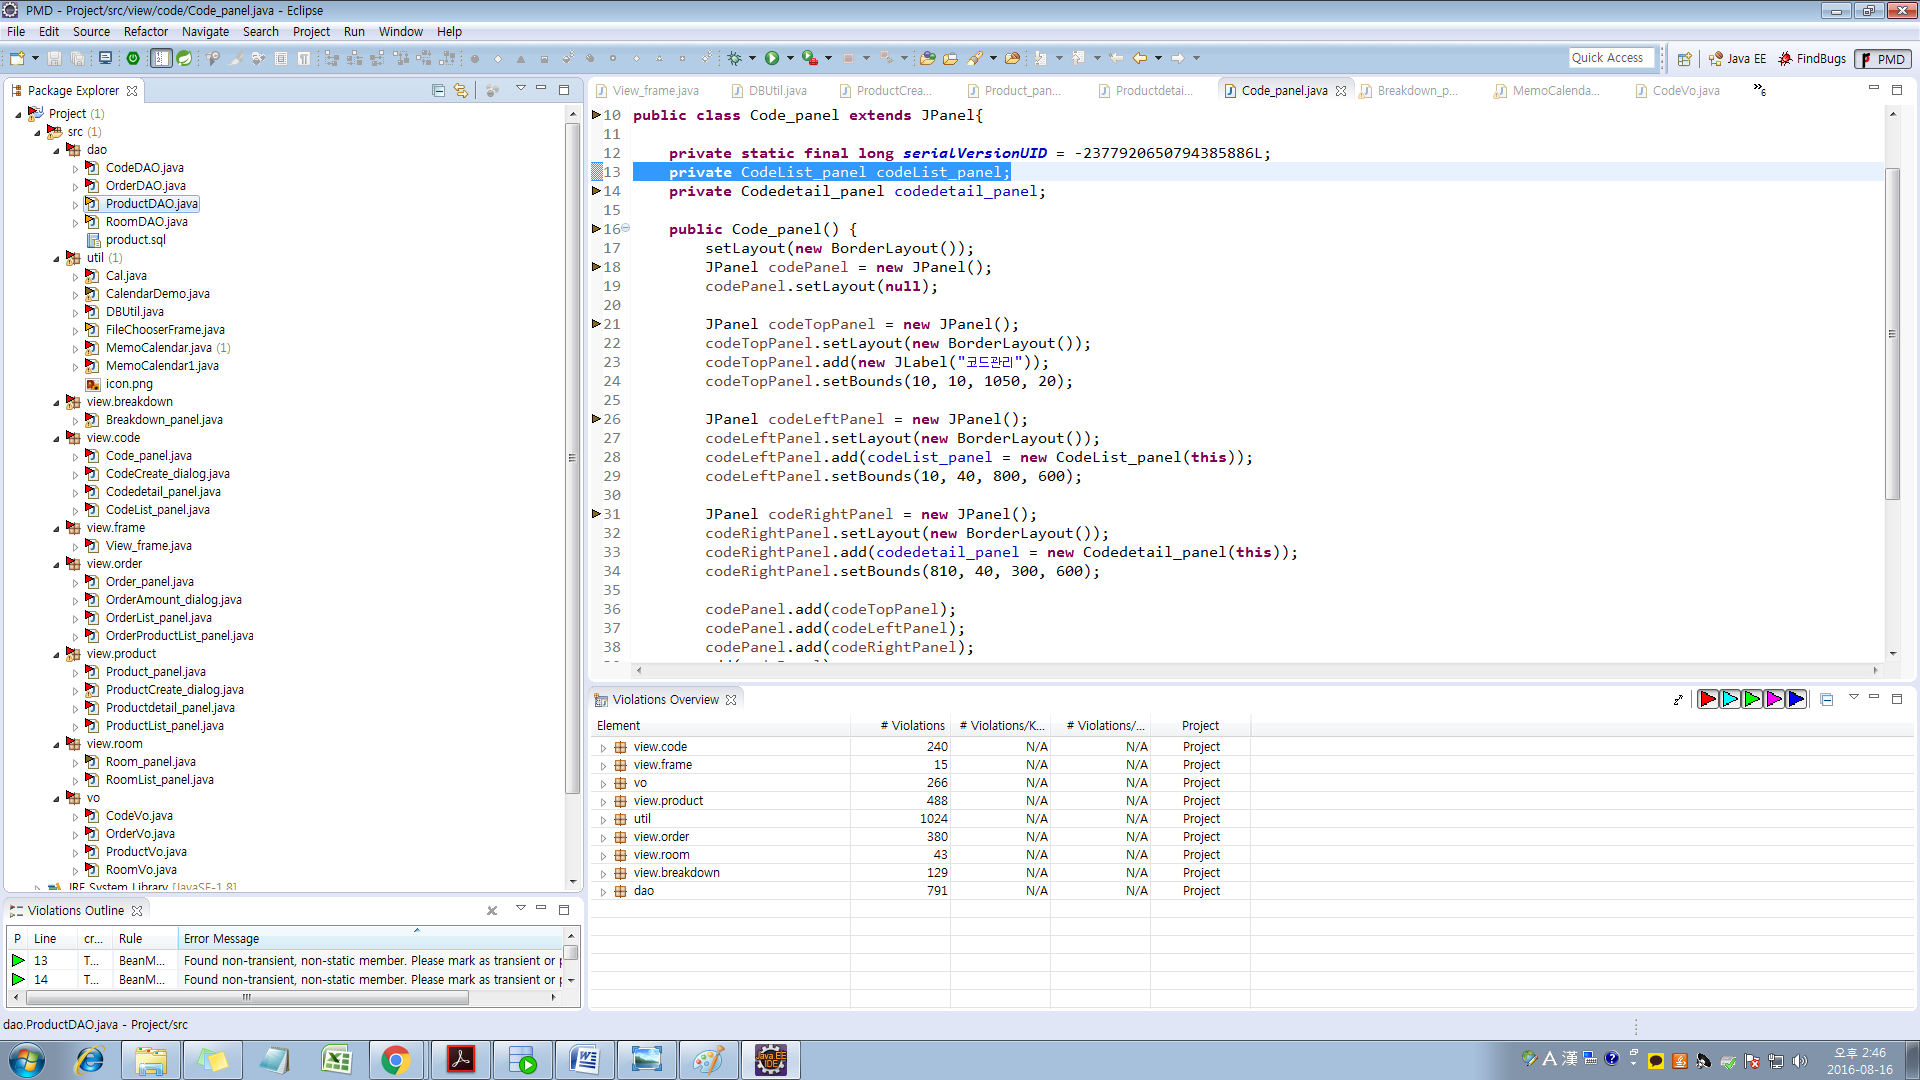 PMD - Project/src/view/code/Code_panel.java - Eclipse
File Edit Source Refactor Navigate Search Project Run Window Help
Quick Access Java EE FindBugs PMD
Package Explorer
Project (1)
src (1)
dao
CodeDAO.java
OrderDAO.java
ProductDAO.java
RoomDAO.java
product.sql
util (1)
Cal.java
CalendarDemo.java
DBUtil.java
FileChooserFrame.java
MemoCalendar.java (1)
MemoCalendar1.java
icon.png
view.breakdown
Breakdown_panel.java
view.code
Code_panel.java
CodeCreate_dialog.java
Codedetail_panel.java
CodeList_panel.java
view.frame
View_frame.java
view.order
Order_panel.java
OrderAmount_dialog.java
OrderList_panel.java
OrderProductList_panel.java
view.product
Product_panel.java
ProductCreate_dialog.java
Productdetail_panel.java
ProductList_panel.java
view.room
Room_panel.java
RoomList_panel.java
vo
CodeVo.java
OrderVo.java
ProductVo.java
RoomVo.java
JRE System Library [JavaSE-1.8]
View_frame.java DBUtil.java ProductCrea... Product_pan... Productdetai... Code_panel.java Breakdown_p... MemoCalenda... CodeVo.java »6
10 public class Code_panel extends JPanel{
11
12 private static final long serialVersionUID = -2377920650794385886L;
13 private CodeList_panel codeList_panel;
14 private Codedetail_panel codedetail_panel;
15
16 public Code_panel() {
17 setLayout(new BorderLayout());
18 JPanel codePanel = new JPanel();
19 codePanel.setLayout(null);
20
21 JPanel codeTopPanel = new JPanel();
22 codeTopPanel.setLayout(new BorderLayout());
23 codeTopPanel.add(new JLabel("코드관리"));
24 codeTopPanel.setBounds(10, 10, 1050, 20);
25
26 JPanel codeLeftPanel = new JPanel();
27 codeLeftPanel.setLayout(new BorderLayout());
28 codeLeftPanel.add(codeList_panel = new CodeList_panel(this));
29 codeLeftPanel.setBounds(10, 40, 800, 600);
30
31 JPanel codeRightPanel = new JPanel();
32 codeRightPanel.setLayout(new BorderLayout());
33 codeRightPanel.add(codedetail_panel = new Codedetail_panel(this));
34 codeRightPanel.setBounds(810, 40, 300, 600);
35
36 codePanel.add(codeTopPanel);
37 codePanel.add(codeLeftPanel);
38 codePanel.add(codeRightPanel);
Violations Overview
Element # Violations # Violations/K... # Violations/... Project
view.code 240 N/A N/A Project
view.frame 15 N/A N/A Project
vo 266 N/A N/A Project
view.product 488 N/A N/A Project
util 1024 N/A N/A Project
view.order 380 N/A N/A Project
view.room 43 N/A N/A Project
view.breakdown 129 N/A N/A Project
dao 791 N/A N/A Project
Violations Outline
P Line cr... Rule Error Message
13 T... BeanM... Found non-transient, non-static member. Please mark as transient or
14 T... BeanM... Found non-transient, non-static member. Please mark as transient or
dao.ProductDAO.java - Project/src
Java EE IDE
A 漢
오후 2:46
2016-08-16